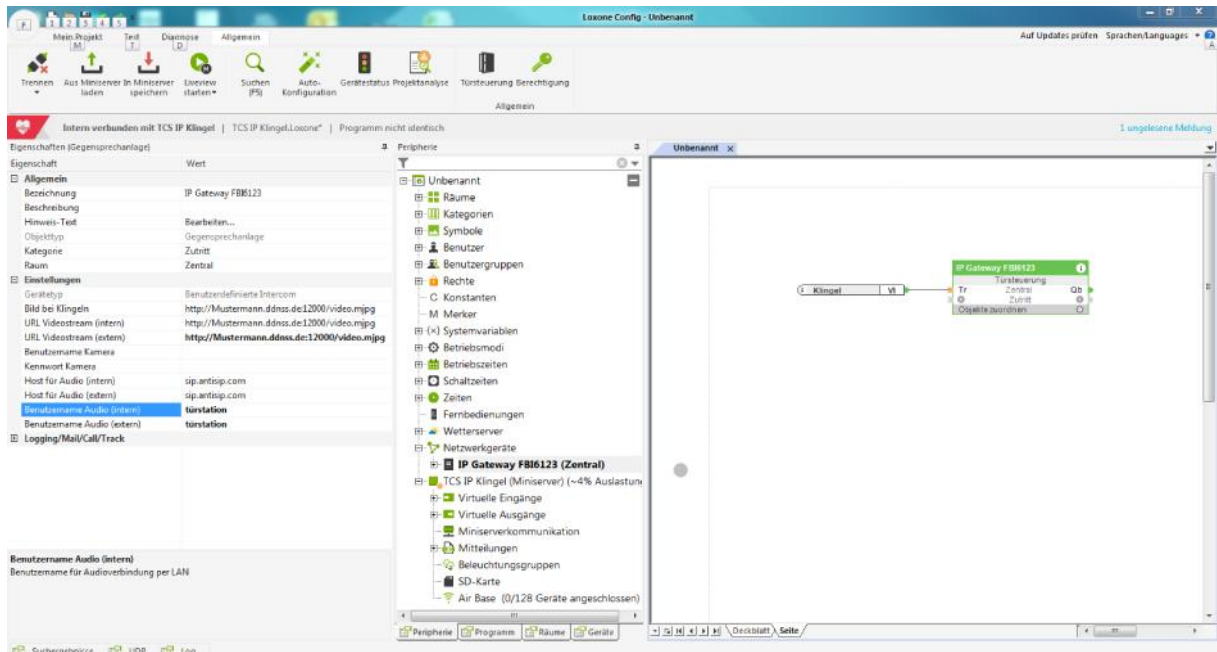 Loxone Config - Unbenannt
F 1 2 3 4 5
Mein Projekt Test Diagnose Allgemein
M T D
Auf Updates prüfen Sprachen/Languages
A
Trennen
Aus Miniserver laden
In Miniserver speichern
Liveview starten
Suchen (F5)
Auto-Konfiguration
Gerätestatus
Projektanalyse
Türsteuerung
Berechtigung
Allgemein
Intern verbunden mit TCS IP Klingel | TCS IP Klingel.Loxone* | Programm nicht identisch
1 ungelesene Meldung
Eigenschaften (Gegensprechanlage)
Eigenschaft Wert
Allgemein
Bezeichnung IP Gateway FBI6123
Beschreibung
Hinweis-Text Bearbeiten...
Objekttyp Gegensprechanlage
Kategorie Zutritt
Raum Zentral
Einstellungen
Gerätetyp Benutzerdefinierte Intercom
Bild bei Klingeln http://Mustermann.ddnss.de:12000/video.mjpg
URL Videostream (intern) http://Mustermann.ddnss.de:12000/video.mjpg
URL Videostream (extern) http://Mustermann.ddnss.de:12000/video.mjpg
Benutzername Kamera
Kennwort Kamera
Host für Audio (intern) sip.antisip.com
Host für Audio (extern) sip.antisip.com
Benutzername Audio (intern) türstation
Benutzername Audio (extern) türstation
Logging/Mail/Call/Track
Benutzername Audio (intern)
Benutzername für Audioverbindung per LAN
Peripherie
Unbenannt
Räume
Kategorien
Symbole
Benutzer
Benutzergruppen
Rechte
C Konstanten
M Merker
(×) Systemvariablen
Betriebsmodi
Betriebszeiten
Schaltzeiten
Zeiten
Fernbedienungen
Wetterserver
Netzwerkgeräte
IP Gateway FBI6123 (Zentral)
TCS IP Klingel (Miniserver) (~4% Auslastun
Virtuelle Eingänge
Virtuelle Ausgänge
Miniserverkommunikation
Mitteilungen
Beleuchtungsgruppen
SD-Karte
Air Base (0/128 Geräte angeschlossen)
Peripherie Programm Räume Geräte
Unbenannt x
Klingel VI
IP Gateway FBI6123
Türsteuerung
Tr Zentral Qb
Zutritt
Objekte zuordnen
Deckblatt Seite
Suchergebnisse UDP Log